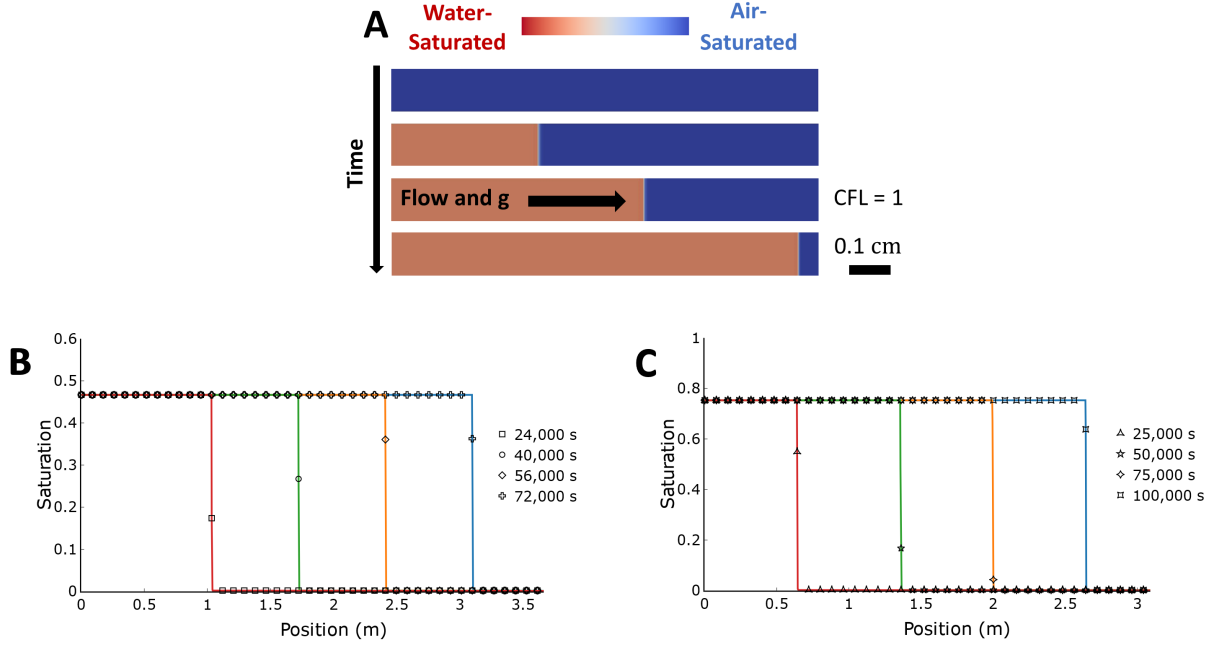 A
Water-
Saturated
Air-
Saturated
Time
Flow and g
CFL = 1
0.1 cm
B
0.6
0.5
0.4
0.3
0.2
0.1
0
Saturation
0
0.5
1
1.5
2
2.5
3
3.5
Position (m)
24,000 s
40,000 s
56,000 s
72,000 s
C
1
0.8
0.6
0.4
0.2
0
Saturation
0
0.5
1
1.5
2
2.5
3
Position (m)
25,000 s
50,000 s
75,000 s
100,000 s